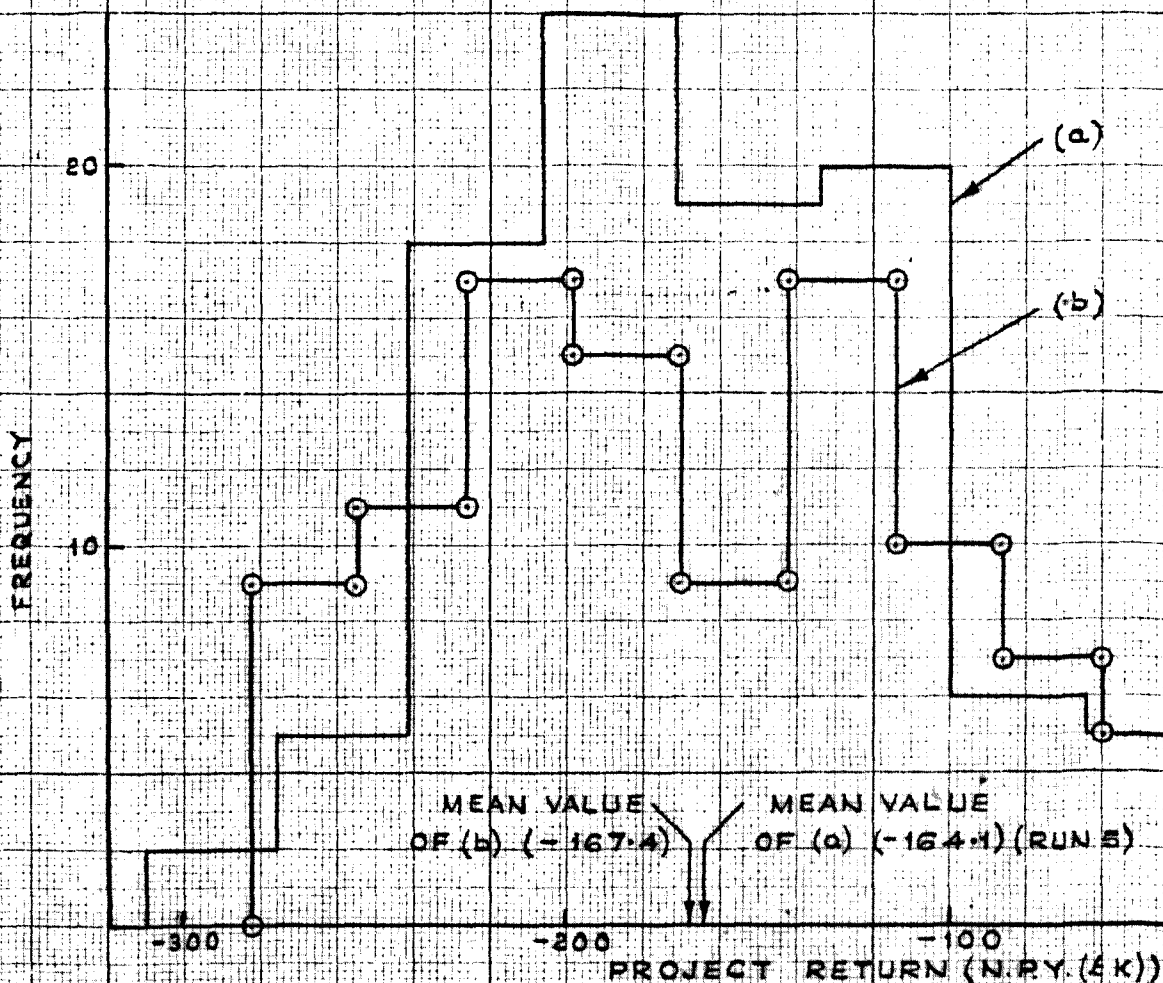 20
(a)
(b)
FREQUENCY
10
MEAN VALUE
OF (b) (-167.4)
MEAN VALUE
OF (a) (-164.1) (RUN 5)
-300
-200
-100
PROJECT RETURN (N.P.V. (£K))